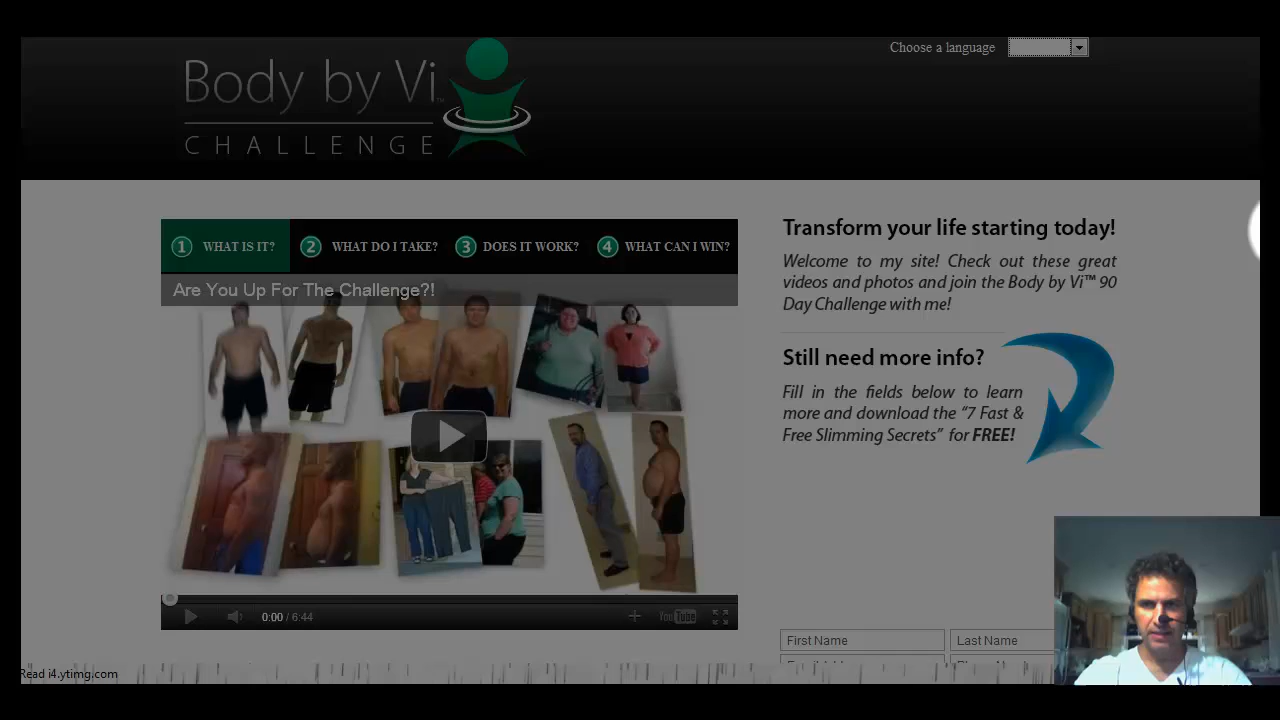 Choose a language
Body by Vi™
CHALLENGE
1 WHAT IS IT?
2 WHAT DO I TAKE?
3 DOES IT WORK?
4 WHAT CAN I WIN?
Are You Up For The Challenge?!
Transform your life starting today!
Welcome to my site! Check out these great
videos and photos and join the Body by Vi™ 90
Day Challenge with me!
Still need more info?
Fill in the fields below to learn
more and download the “7 Fast &
Free Slimming Secrets” for FREE!
0:00 / 6:44
YouTube
First Name
Last Name
Read i4.ytimg.com